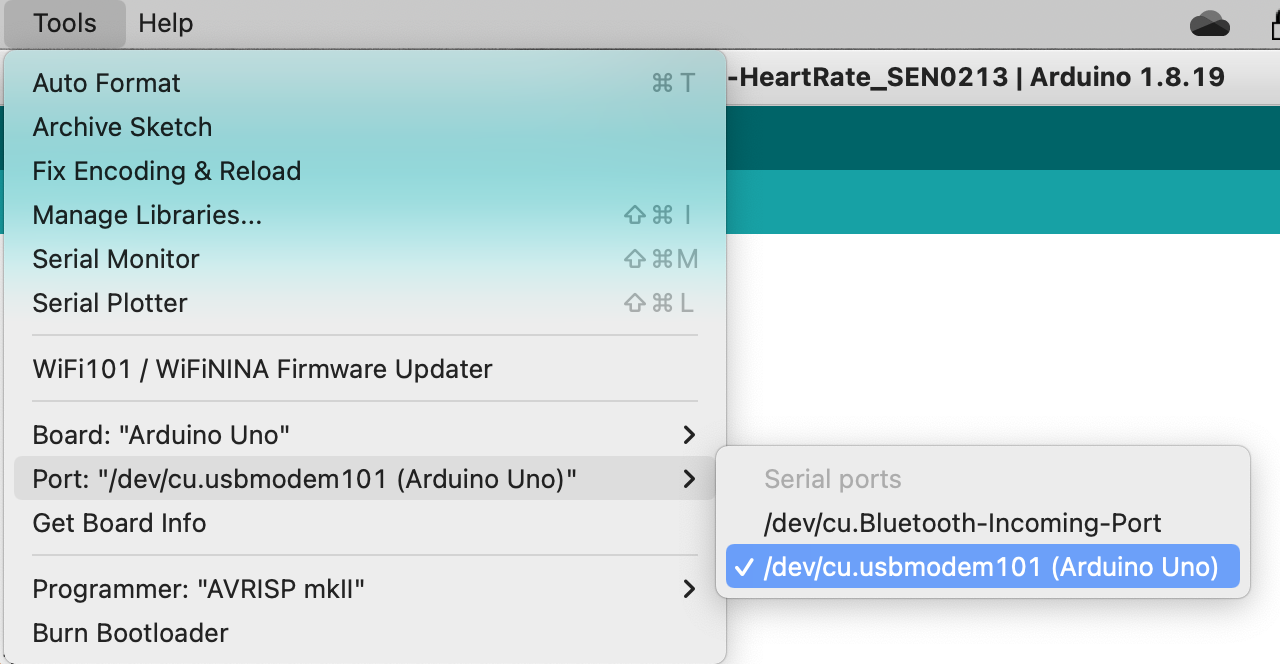 Tools Help
-HeartRate_SEN0213 | Arduino 1.8.19
Auto Format ⌘ T
Archive Sketch
Fix Encoding & Reload
Manage Libraries... ⇧⌘ I
Serial Monitor ⇧⌘M
Serial Plotter ⇧⌘ L
WiFi101 / WiFiNINA Firmware Updater
Board: "Arduino Uno"
Port: "/dev/cu.usbmodem101 (Arduino Uno)"
Get Board Info
Programmer: "AVRISP mkII"
Burn Bootloader
Serial ports
/dev/cu.Bluetooth-Incoming-Port
✓ /dev/cu.usbmodem101 (Arduino Uno)